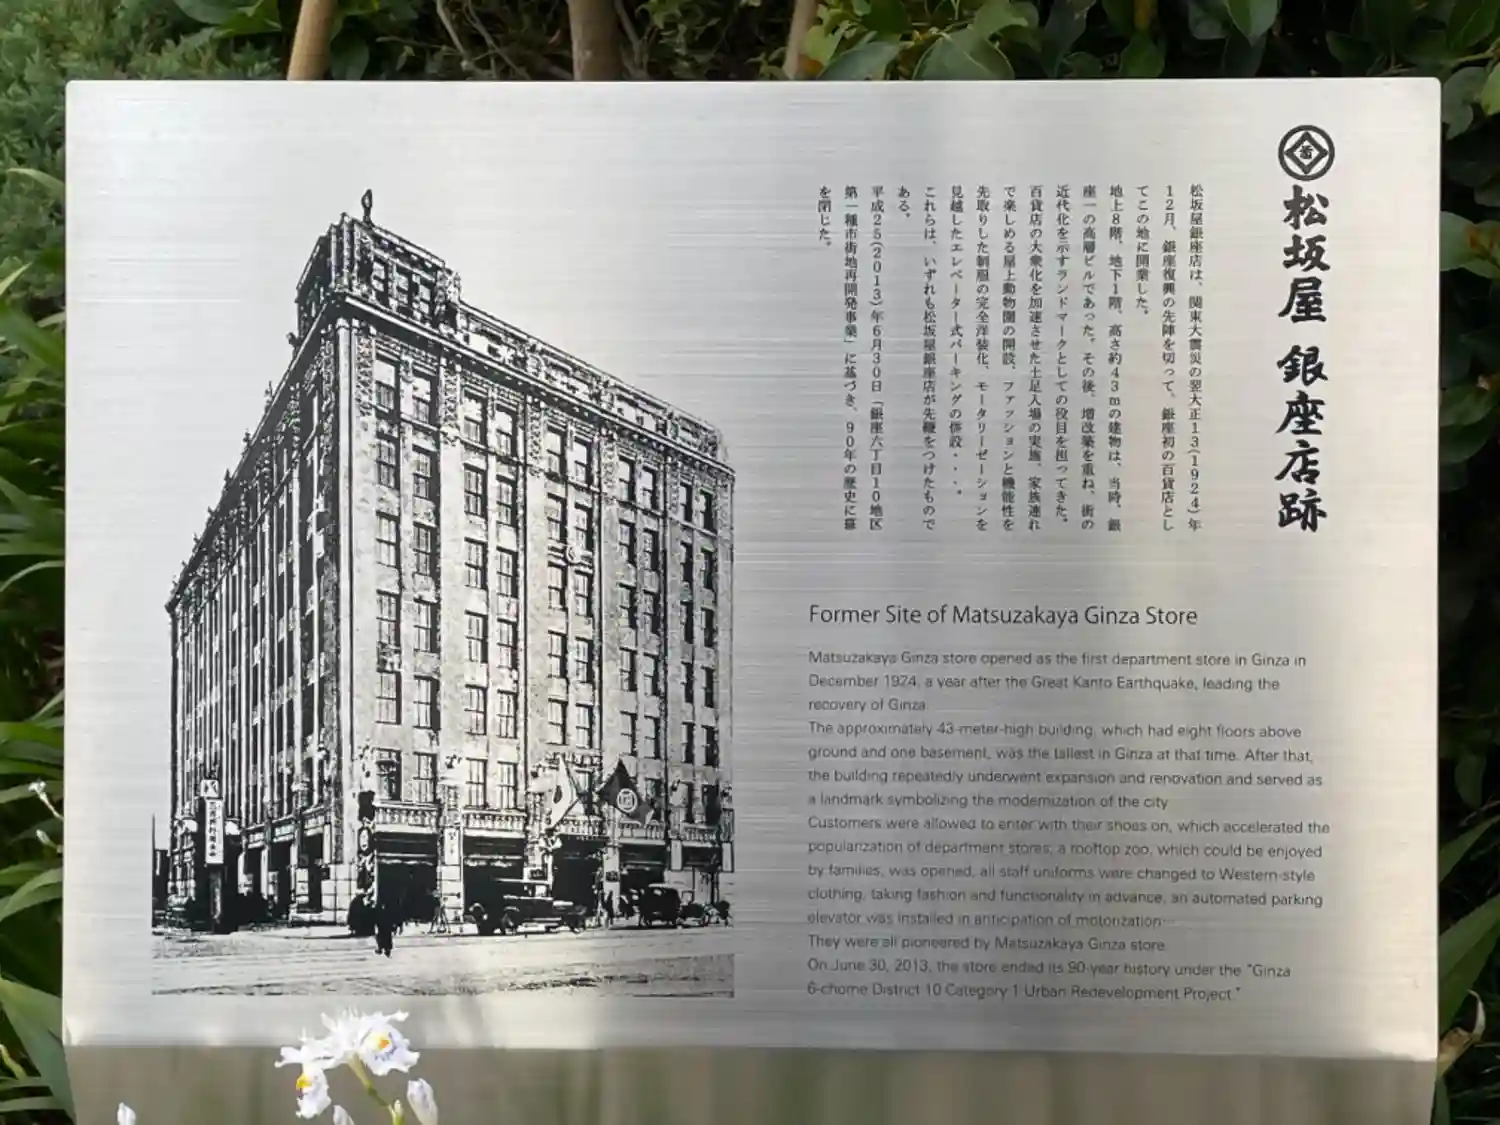 松坂屋 銀座店跡
松坂屋銀座店は、関東大震災の翌大正13(1924)年
12月、銀座復興の先陣を切って、銀座初の百貨店とし
てこの地に開業した。
地上8階、地下1階、高さ約43mの建物は、当時、銀
座一の高層ビルであった。その後、増改築を重ね、街の
近代化を示すランドマークとしての役目を担ってきた。
百貨店の大衆化を加速させた土足入場の実施、家族連れ
で楽しめる屋上動物園の開設、ファッションと機能性を
先取りした制服の完全洋装化、モータリーゼーションを
見越したエレベーター式パーキングの併設・・・。
これらは、いずれも松坂屋銀座店が先鞭をつけたもので
ある。
平成25(2013)年6月30日「銀座六丁目10地区
第一種市街地再開発事業」に基づき、90年の歴史に幕
を閉じた。
Former Site of Matsuzakaya Ginza Store
Matsuzakaya Ginza store opened as the first department store in Ginza in
December 1924, a year after the Great Kanto Earthquake, leading the
recovery of Ginza.
The approximately 43-meter-high building, which had eight floors above
ground and one basement, was the tallest in Ginza at that time. After that,
the building repeatedly underwent expansion and renovation and served as
a landmark symbolizing the modernization of the city.
Customers were allowed to enter with their shoes on, which accelerated the
popularization of department stores; a rooftop zoo, which could be enjoyed
by families, was opened, all staff uniforms were changed to Western-style
clothing, taking fashion and functionality in advance, an automated parking
elevator was installed in anticipation of motorization…
They were all pioneered by Matsuzakaya Ginza store.
On June 30, 2013, the store ended its 90-year history under the "Ginza
6-chome District 10 Category 1 Urban Redevelopment Project."